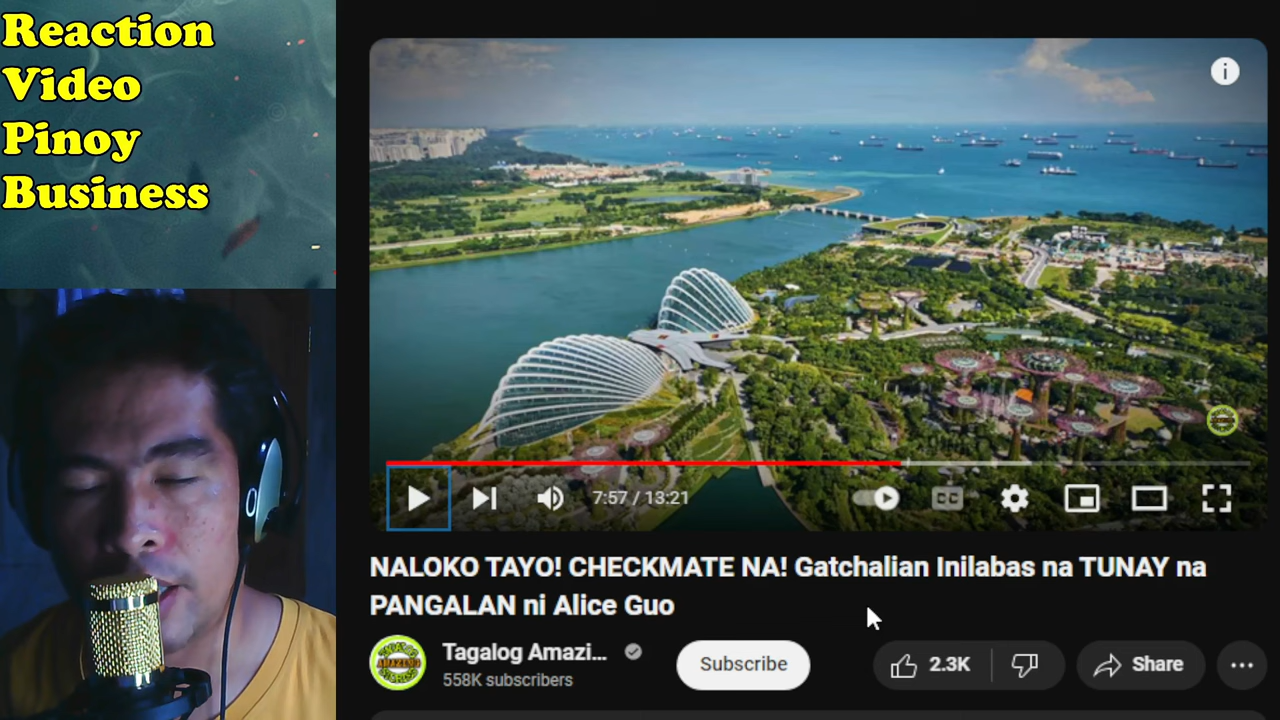 Reaction
Video
Pinoy
Business
7:57 / 13:21
CC
NALOKO TAYO! CHECKMATE NA! Gatchalian Inilabas na TUNAY na
PANGALAN ni Alice Guo
Tagalog Amazi...
558K subscribers
Subscribe
2.3K
Share